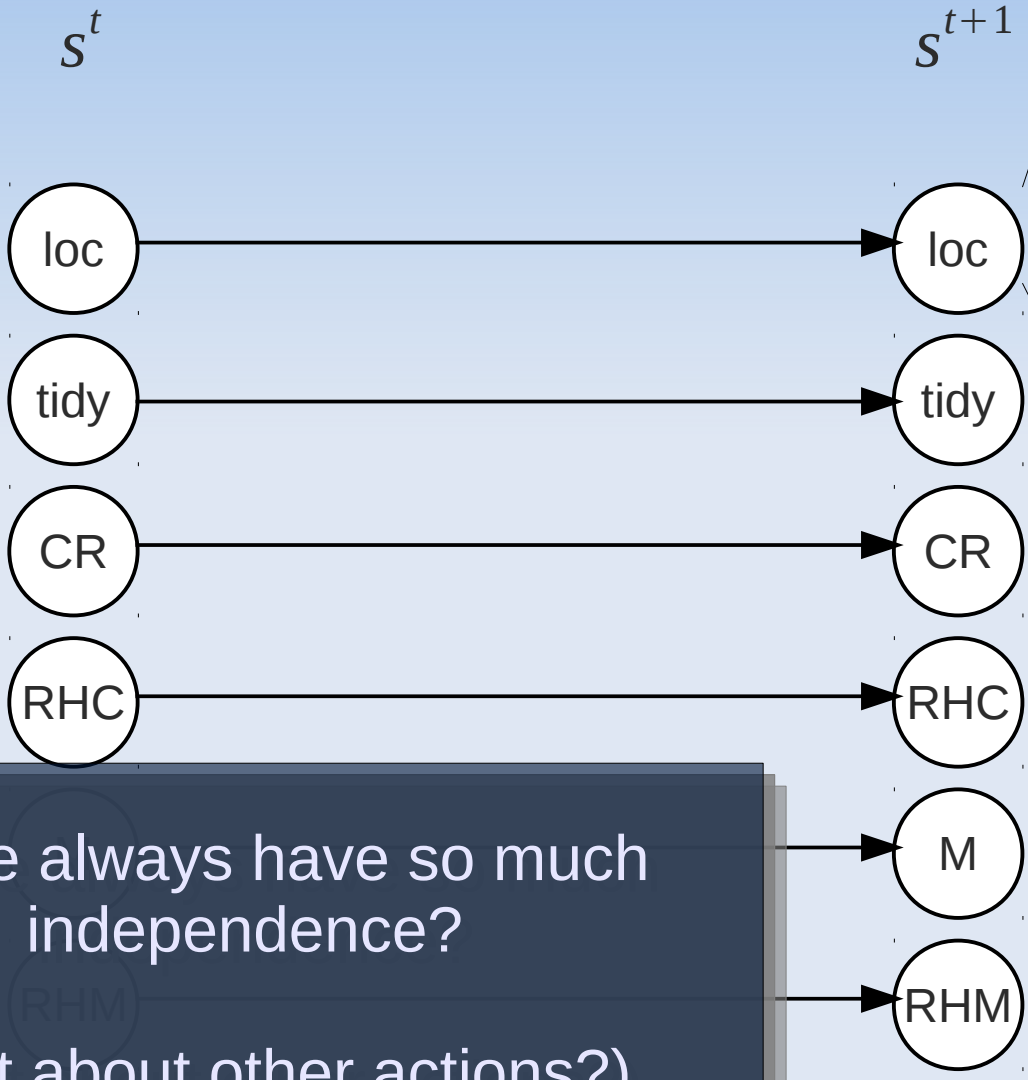 s^t s^{t+1}
loc loc
tidy tidy
CR CR
RHC RHC
M
always have so much
independence?
RHM RHM
about other actions?)